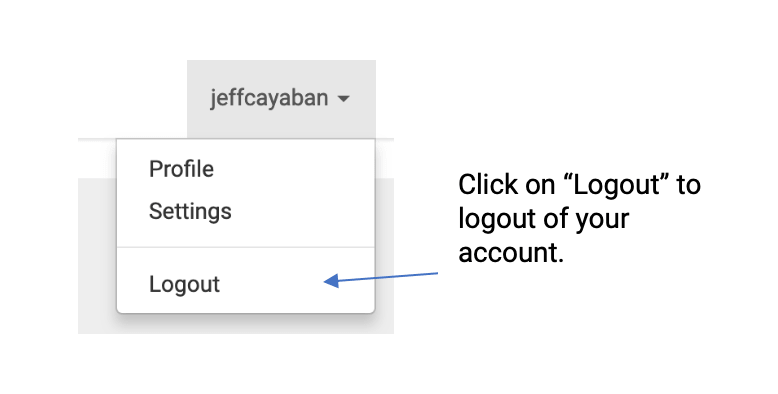 jeffcayaban
Profile
Settings
Logout
Click on “Logout” to
logout of your
account.